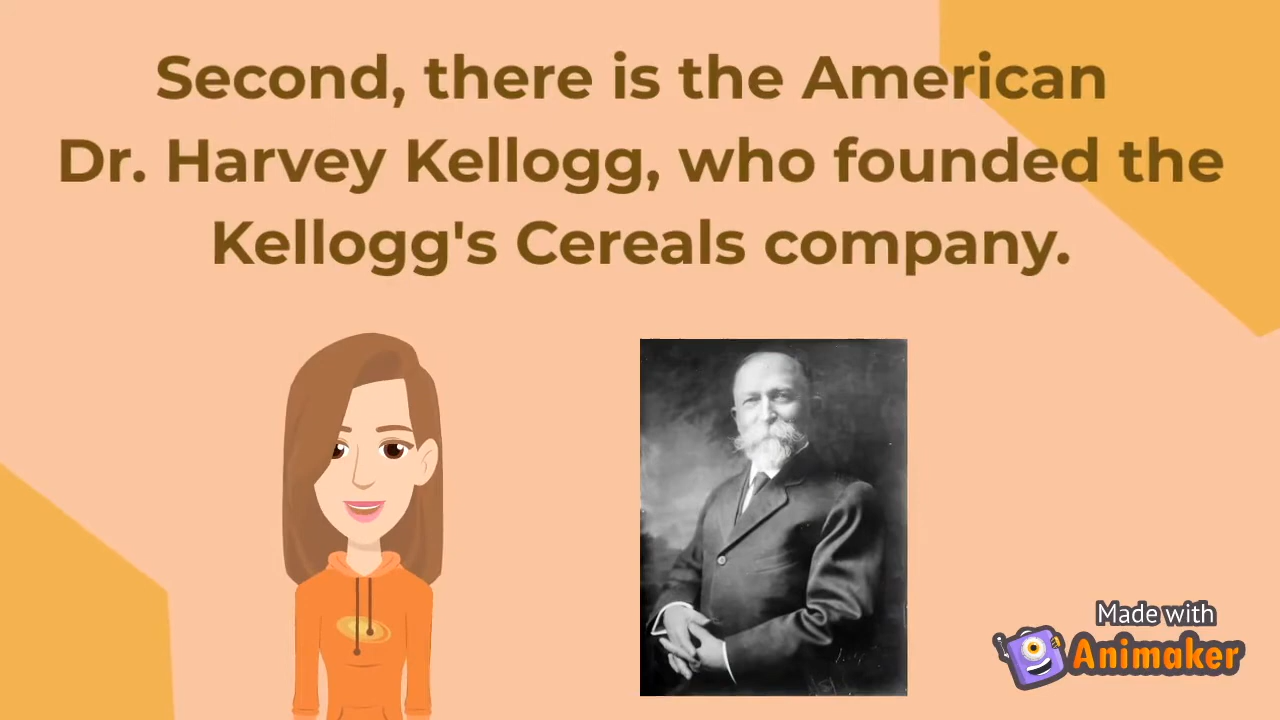 Second, there is the American
Dr. Harvey Kellogg, who founded the
Kellogg's Cereals company.
Made with
Animaker